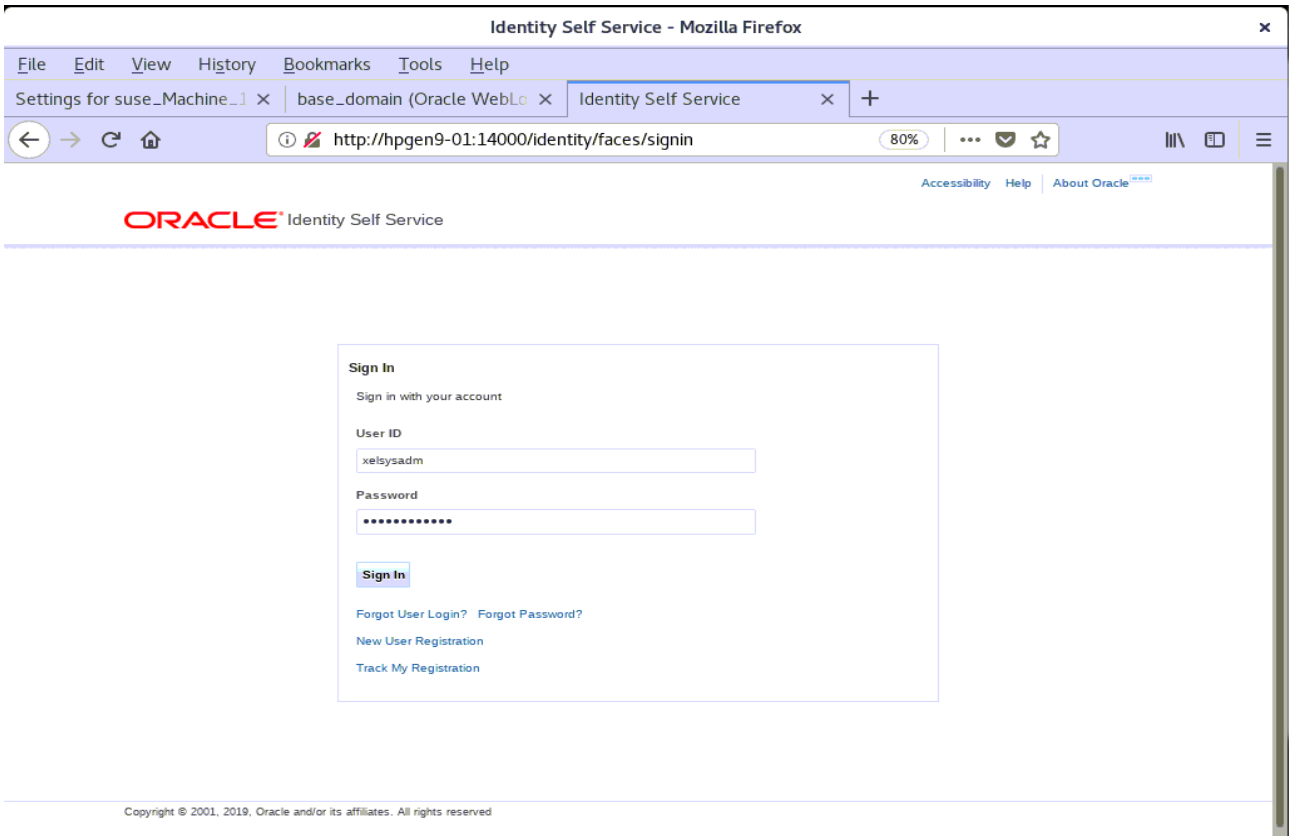 Identity Self Service - Mozilla Firefox
File Edit View History Bookmarks Tools Help
Settings for suse_Machine_1 base_domain (Oracle WebLo Identity Self Service
http://hpgen9-01:14000/identity/faces/signin 80%
Accessibility Help About Oracle
ORACLE Identity Self Service
Sign In
Sign in with your account
User ID
xelsysadm
Password
••••••••••••
Sign In
Forgot User Login? Forgot Password?
New User Registration
Track My Registration
Copyright © 2001, 2019, Oracle and/or its affiliates. All rights reserved